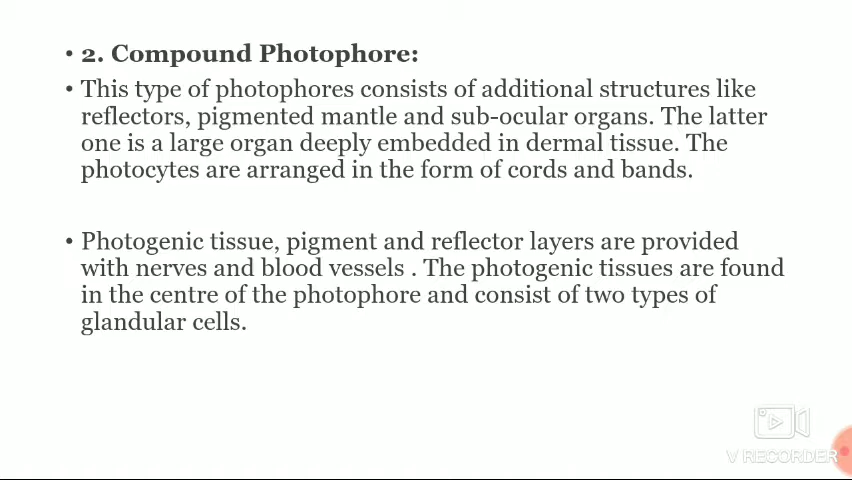 • 2. Compound Photophore:
• This type of photophores consists of additional structures like
reflectors, pigmented mantle and sub-ocular organs. The latter
one is a large organ deeply embedded in dermal tissue. The
photocytes are arranged in the form of cords and bands.
• Photogenic tissue, pigment and reflector layers are provided
with nerves and blood vessels . The photogenic tissues are found
in the centre of the photophore and consist of two types of
glandular cells.
V RECORDER